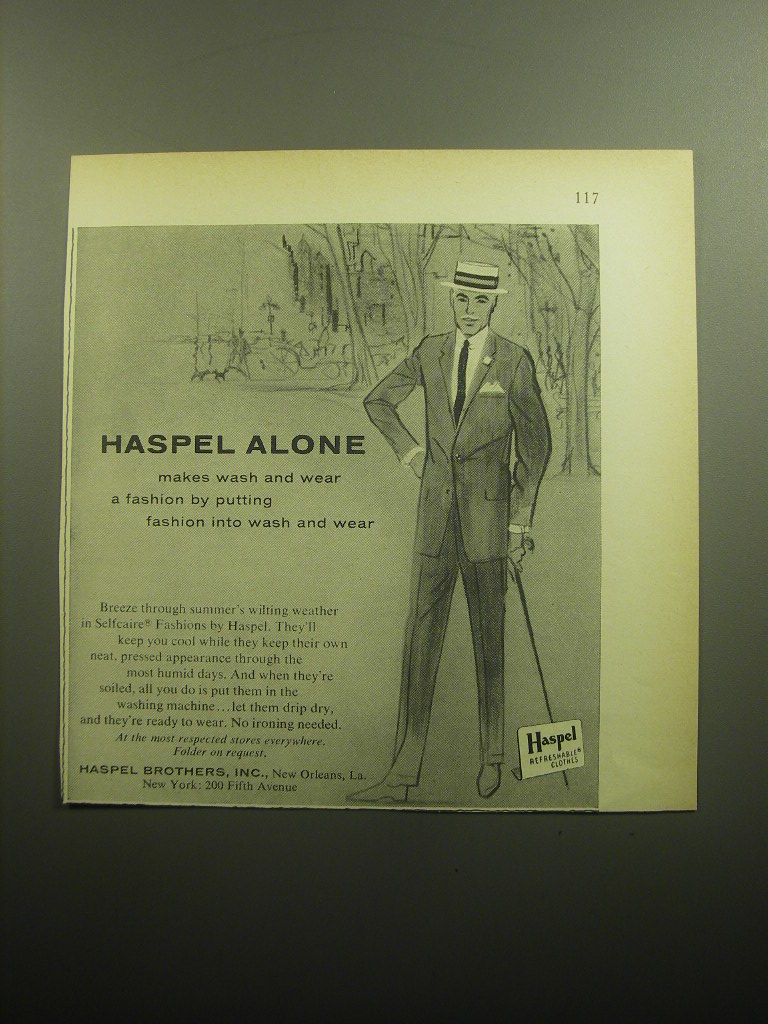 117
HASPEL ALONE
makes wash and wear
a fashion by putting
fashion into wash and wear
Breeze through summer's wilting weather
in Selfcaire® Fashions by Haspel. They'll
keep you cool while they keep their own
neat, pressed appearance through the
most humid days. And when they're
soiled, all you do is put them in the
washing machine...let them drip dry,
and they're ready to wear. No ironing needed.
At the most respected stores everywhere.
Folder on request.
HASPEL BROTHERS, INC., New Orleans, La.
New York: 200 Fifth Avenue
Haspel
REFRESHABLE®
CLOTHES